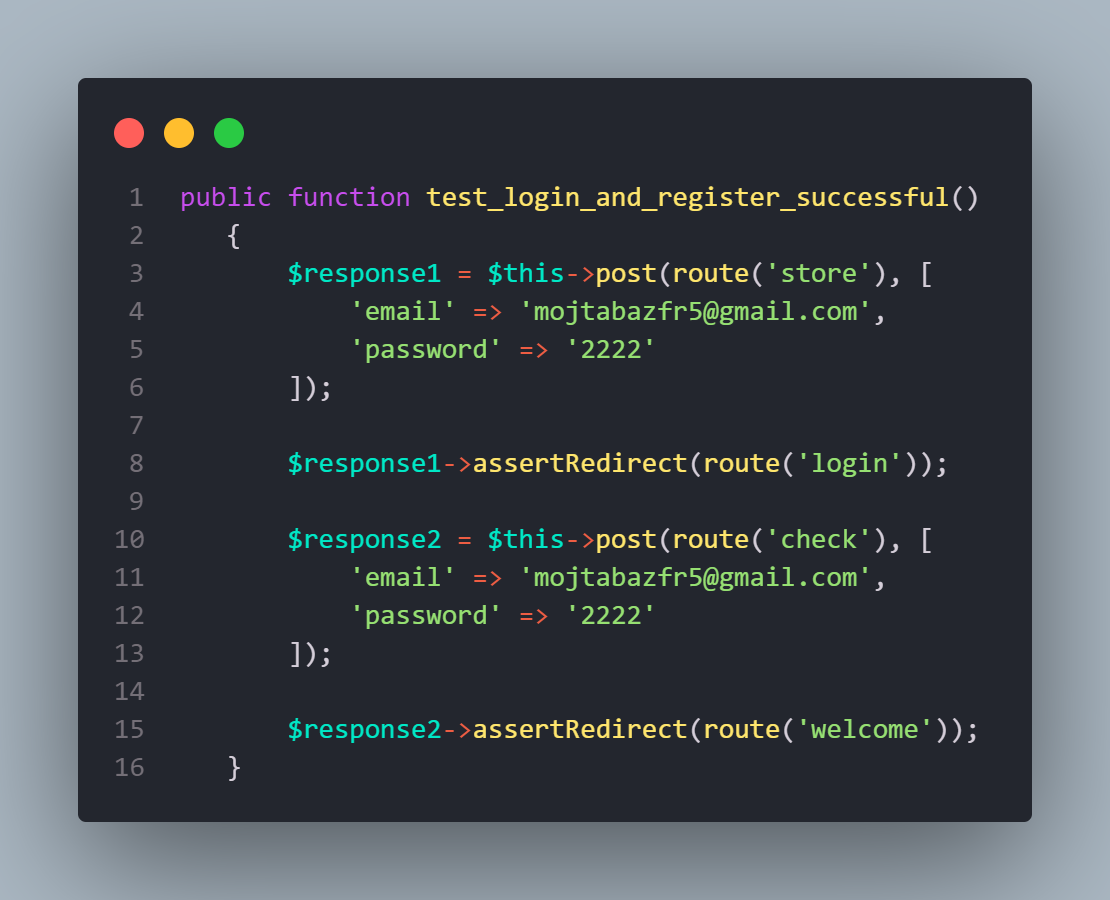 1 public function test_login_and_register_successful()
2 {
3 $response1 = $this->post(route('store'), [
4 'email' => 'mojtabazfr5@gmail.com',
5 'password' => '2222'
6 ]);
7
8 $response1->assertRedirect(route('login'));
9
10 $response2 = $this->post(route('check'), [
11 'email' => 'mojtabazfr5@gmail.com',
12 'password' => '2222'
13 ]);
14
15 $response2->assertRedirect(route('welcome'));
16 }